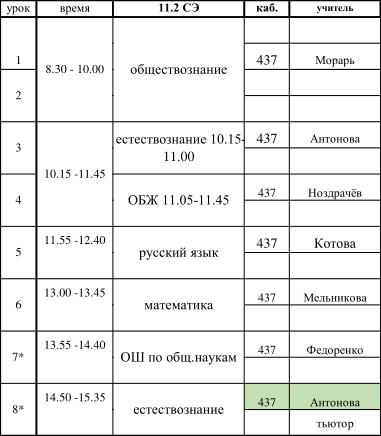 урок время 11.2 СЭ каб. учитель
1 8.30 - 10.00 обществознание 437 Морарь
2
3 10.15 -11.45 естествознание 10.15-
11.00 437 Антонова
4 ОБЖ 11.05-11.45 437 Ноздрачёв
5 11.55 -12.40 русский язык 437 Котова
6 13.00 -13.45 математика 437 Мельникова
7* 13.55 -14.40 ОШ по общ.наукам 437 Федоренко
8* 14.50 -15.35 естествознание 437 Антонова
тьютор